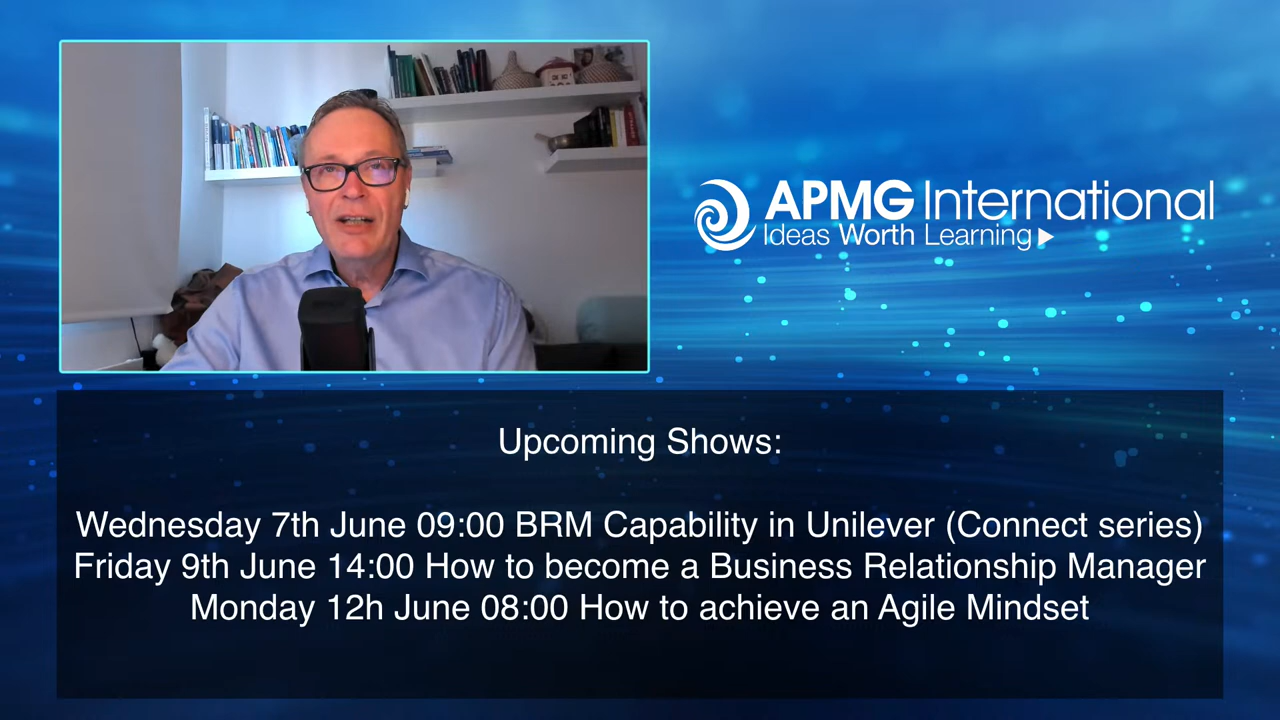 APMG International
Ideas Worth Learning
Upcoming Shows:
Wednesday 7th June 09:00 BRM Capability in Unilever (Connect series)
Friday 9th June 14:00 How to become a Business Relationship Manager
Monday 12h June 08:00 How to achieve an Agile Mindset